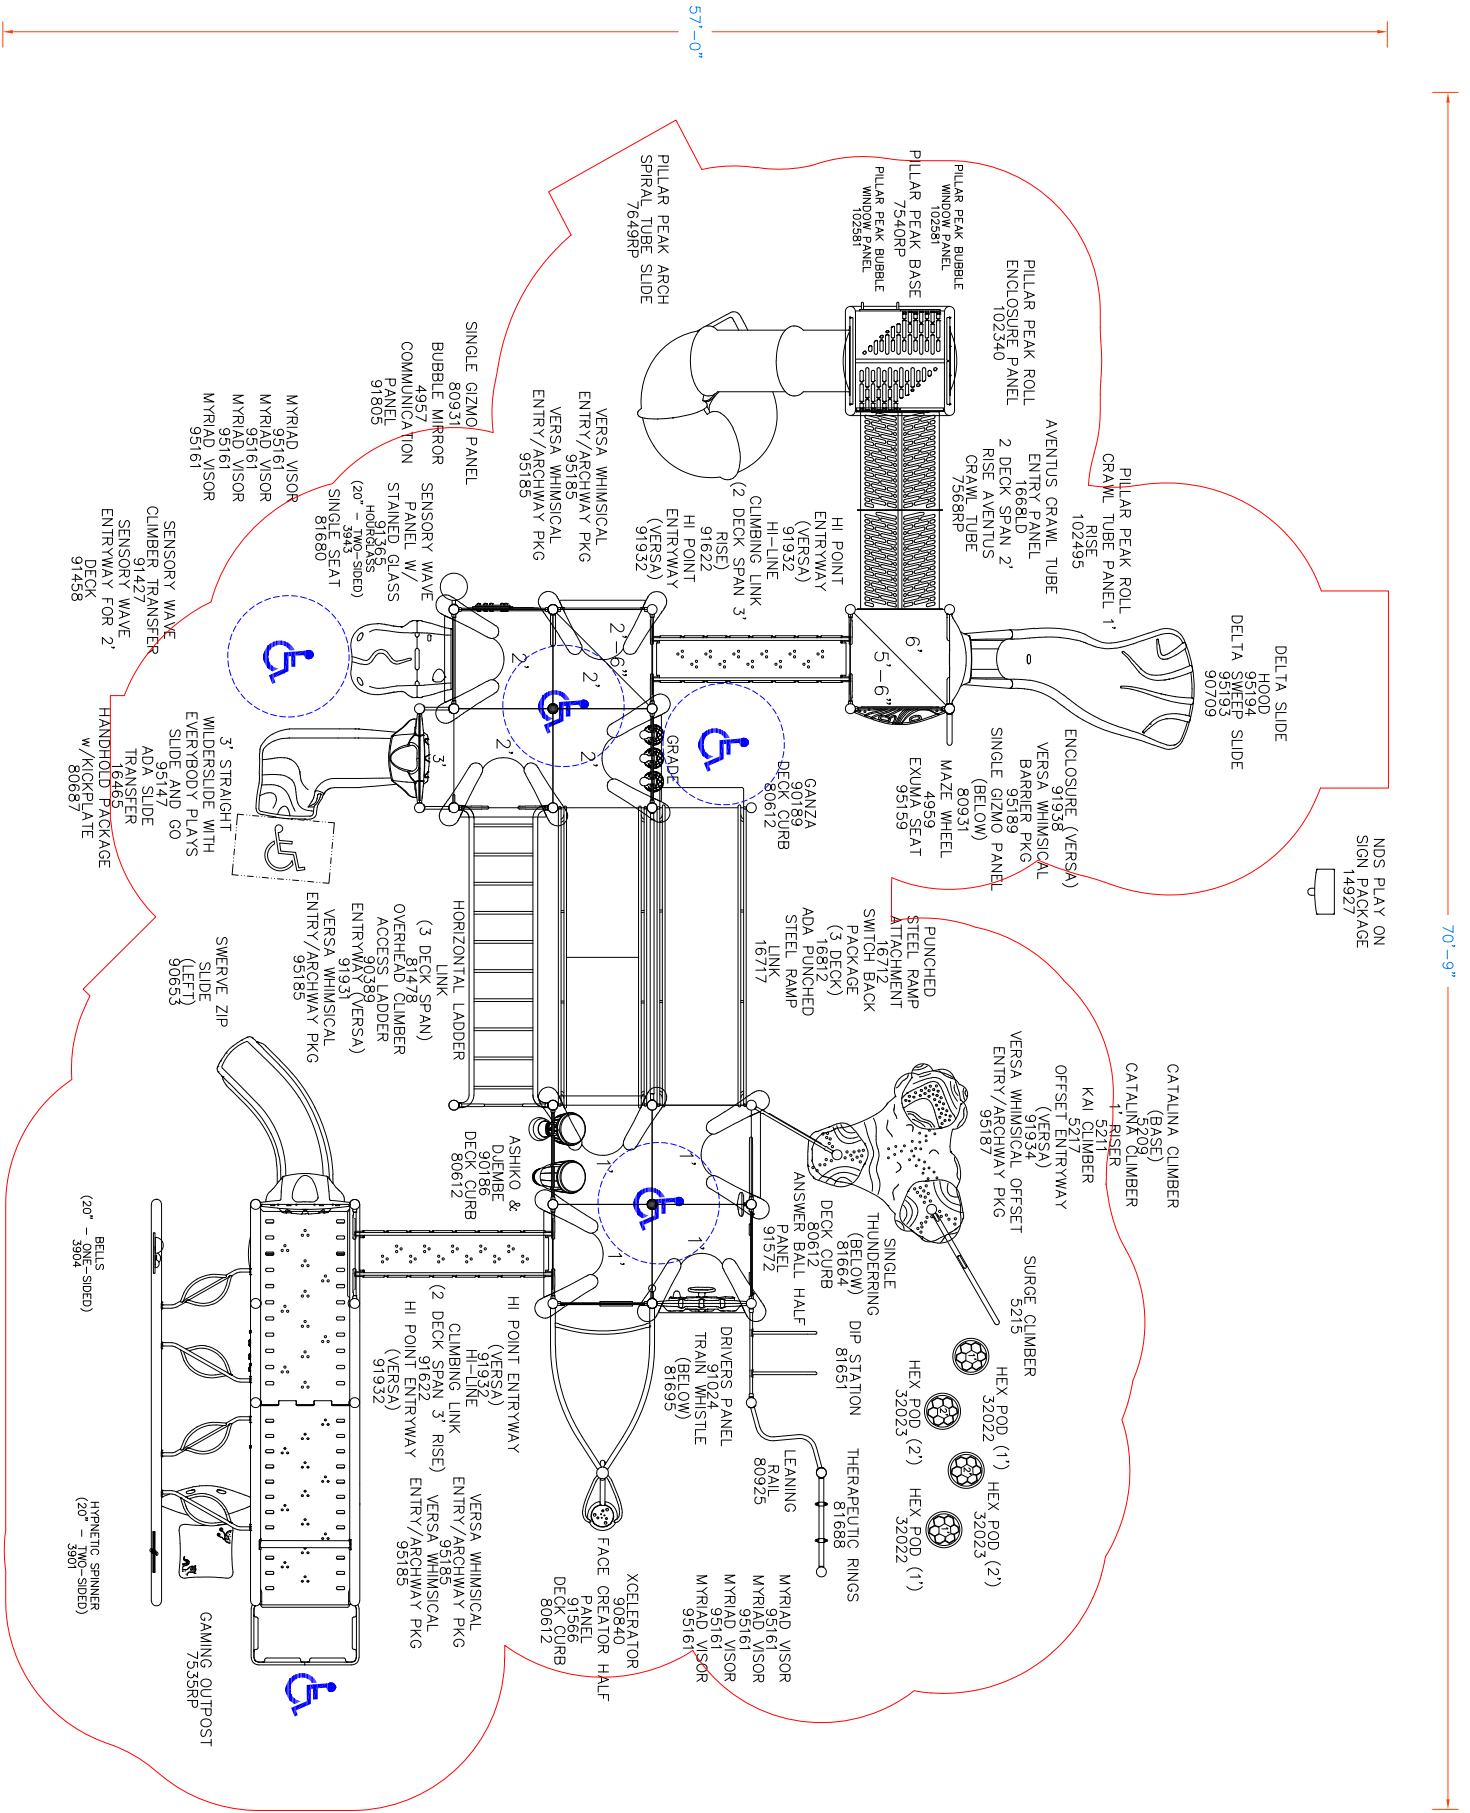 57'-0"
70'-9"
NDS PLAY ON
SIGN PACKAGE
14927
DELTA SLIDE
HOOD
95194
95193
DELTA SWEEP SLIDE
90709
PILLAR PEAK ROLL
CRAWL TUBE PANEL 1'
RISE
102495
AVENTUS CRAWL TUBE
ENTRY PANEL
1668LD
2 DECK SPAN 2'
RISE AVENTUS
CRAWL TUBE
7568RP
PILLAR PEAK ROLL
ENCLOSURE PANEL
102340
PILLAR PEAK BUBBLE
WINDOW PANEL
102581
PILLAR PEAK BASE
7540RP
PILLAR PEAK BUBBLE
WINDOW PANEL
102581
PILLAR PEAK ARCH
SPIRAL TUBE SLIDE
7649RP
HI POINT
ENTRYWAY
(VERSA)
91932
HI-LINE
CLIMBING LINK
(2 DECK SPAN 3'
RISE)
91622
HI POINT
ENTRYWAY
(VERSA)
91932
VERSA WHIMSICAL
ENTRY/ARCHWAY PKG
95185
VERSA WHIMSICAL
ENTRY/ARCHWAY PKG
95185
SINGLE GIZMO PANEL
80931
BUBBLE MIRROR
4957
COMMUNICATION
PANEL
91805
SENSORY WAVE
PANEL W/
STAINED GLASS
91365
HOURGLASS
(20" - TWO-SIDED)
3943
SINGLE SEAT
81680
MYRIAD VISOR
95161
MYRIAD VISOR
95161
MYRIAD VISOR
95161
MYRIAD VISOR
95161
SENSORY WAVE
CLIMBER TRANSFER
91427
SENSORY WAVE
ENTRYWAY FOR 2'
DECK
91458
3' STRAIGHT
WILDERSLIDE WITH
EVERYBODY PLAYS
SLIDE AND GO
95147
ADA SLIDE
TRANSFER
16465
HANDHOLD PACKAGE
W/KICKPLATE
80687
6'
5'-6"
2'-6"
2'
2'
2'
2'
3'
GRADE
ENCLOSURE (VERSA)
91938
VERSA WHIMSICAL
BARRIER PKG
95189
SINGLE GIZMO PANEL
(BELOW)
80931
MAZE WHEEL
4959
EXUMA SEAT
95159
GANZA
90189
DECK CURB
80612
PUNCHED
STEEL RAMP
ATTACHMENT
16712
SWITCH BACK
PACKAGE
(3 DECK)
16812
ADA PUNCHED
STEEL RAMP
LINK
16717
HORIZONTAL LADDER
LINK
(3 DECK SPAN)
81478
OVERHEAD CLIMBER
ACCESS LADDER
90389
ENTRYWAY (VERSA)
91931
VERSA WHIMSICAL
ENTRY/ARCHWAY PKG
95185
SWERVE ZIP
SLIDE
(LEFT)
90653
CATALINA CLIMBER
(BASE)
5209
CATALINA CLIMBER
1' RISER
5211
KAI CLIMBER
5217
OFFSET ENTRYWAY
(VERSA)
91934
VERSA WHIMSICAL OFFSET
ENTRY/ARCHWAY PKG
95187
SURGE CLIMBER
5215
1'
1'
1'
1'
ASHIKO &
DJEMBE
90186
DECK CURB
80612
SINGLE
THUNDERRING
(BELOW)
81664
DECK CURB
80612
ANSWER BALL HALF
PANEL
91572
HEX POD (1')
32022
HEX POD (2')
32023
HEX POD (2')
32023
HEX POD (1')
32022
1'
2'
2'
1'
DIP STATION
81651
THERAPEUTIC RINGS
81688
LEANING
RAIL
80925
DRIVERS PANEL
91024
TRAIN WHISTLE
(BELOW)
81695
MYRIAD VISOR
95161
MYRIAD VISOR
95161
MYRIAD VISOR
95161
MYRIAD VISOR
95161
XCELERATOR
90840
FACE CREATOR HALF
PANEL
91566
DECK CURB
80612
HI POINT ENTRYWAY
(VERSA)
91932
HI-LINE
CLIMBING LINK
(2 DECK SPAN 3' RISE)
91622
HI POINT ENTRYWAY
(VERSA)
91932
VERSA WHIMSICAL
ENTRY/ARCHWAY PKG
95185
VERSA WHIMSICAL
ENTRY/ARCHWAY PKG
95185
BELLS
(20" - ONE-SIDED)
3904
HYPNETIC SPINNER
(20" - TWO-SIDED)
3901
GAMING OUTPOST
7535RP